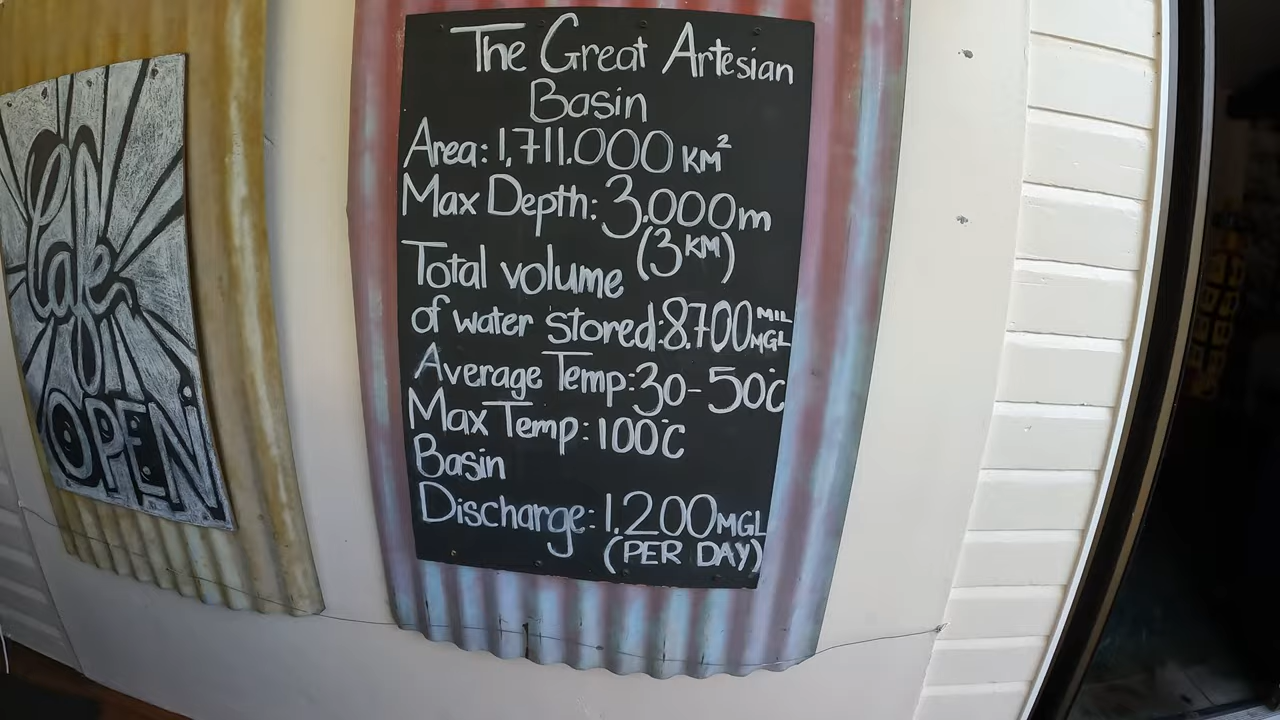 Cafe
OPEN
The Great Artesian
Basin
Area: 1,711.000 KM²
Max Depth: 3.000m
(3KM)
Total volume
of water stored: 8.700 MIL MGL
Average Temp: 30-50°c
Max Temp: 100°c
Basin
Discharge: 1.200 MGL
(PER DAY)